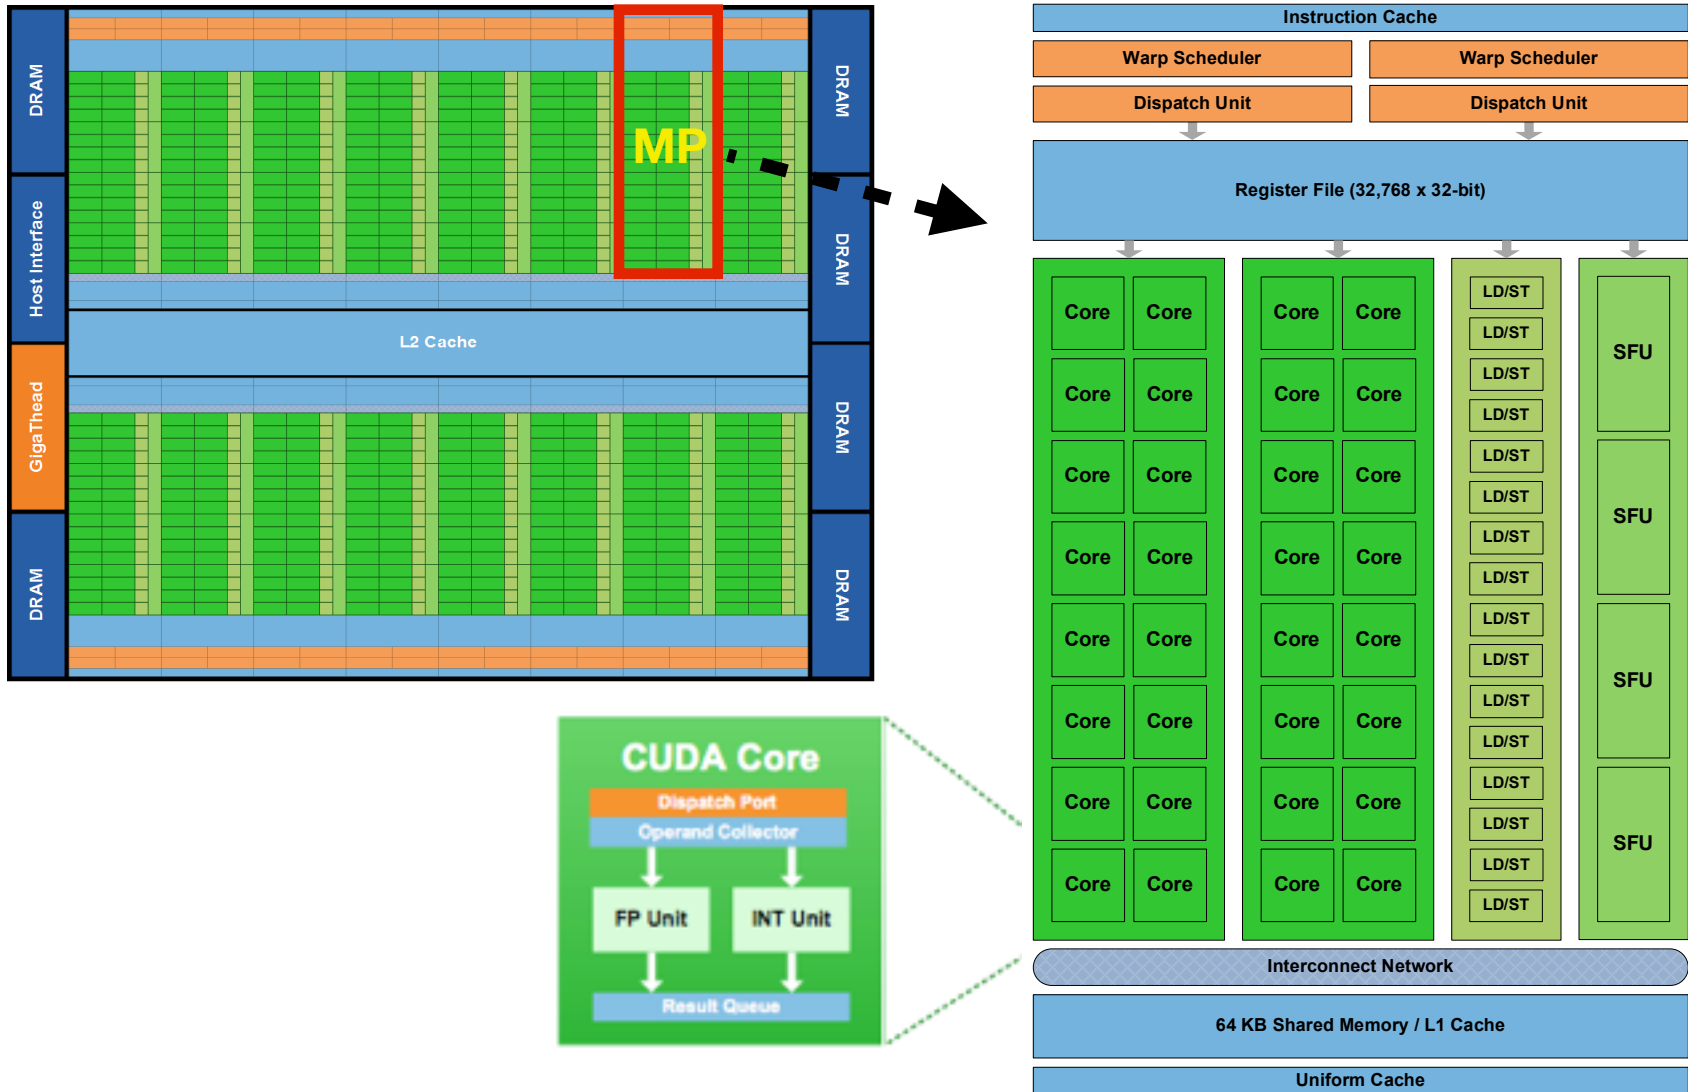 DRAM
Host Interface
GigaThead
DRAM
MP
L2 Cache
DRAM
DRAM
DRAM
DRAM
Instruction Cache
Warp Scheduler
Warp Scheduler
Dispatch Unit
Dispatch Unit
Register File (32,768 x 32-bit)
Core Core Core Core LD/ST
LD/ST
SFU
Core Core Core Core LD/ST
LD/ST
Core Core Core Core LD/ST
LD/ST
SFU
Core Core Core Core LD/ST
LD/ST
Core Core Core Core LD/ST
LD/ST
SFU
Core Core Core Core LD/ST
LD/ST
Core Core Core Core LD/ST
LD/ST
SFU
Core Core Core Core LD/ST
LD/ST
Interconnect Network
64 KB Shared Memory / L1 Cache
Uniform Cache
CUDA Core
Dispatch Port
Operand Collector
FP Unit
INT Unit
Result Queue